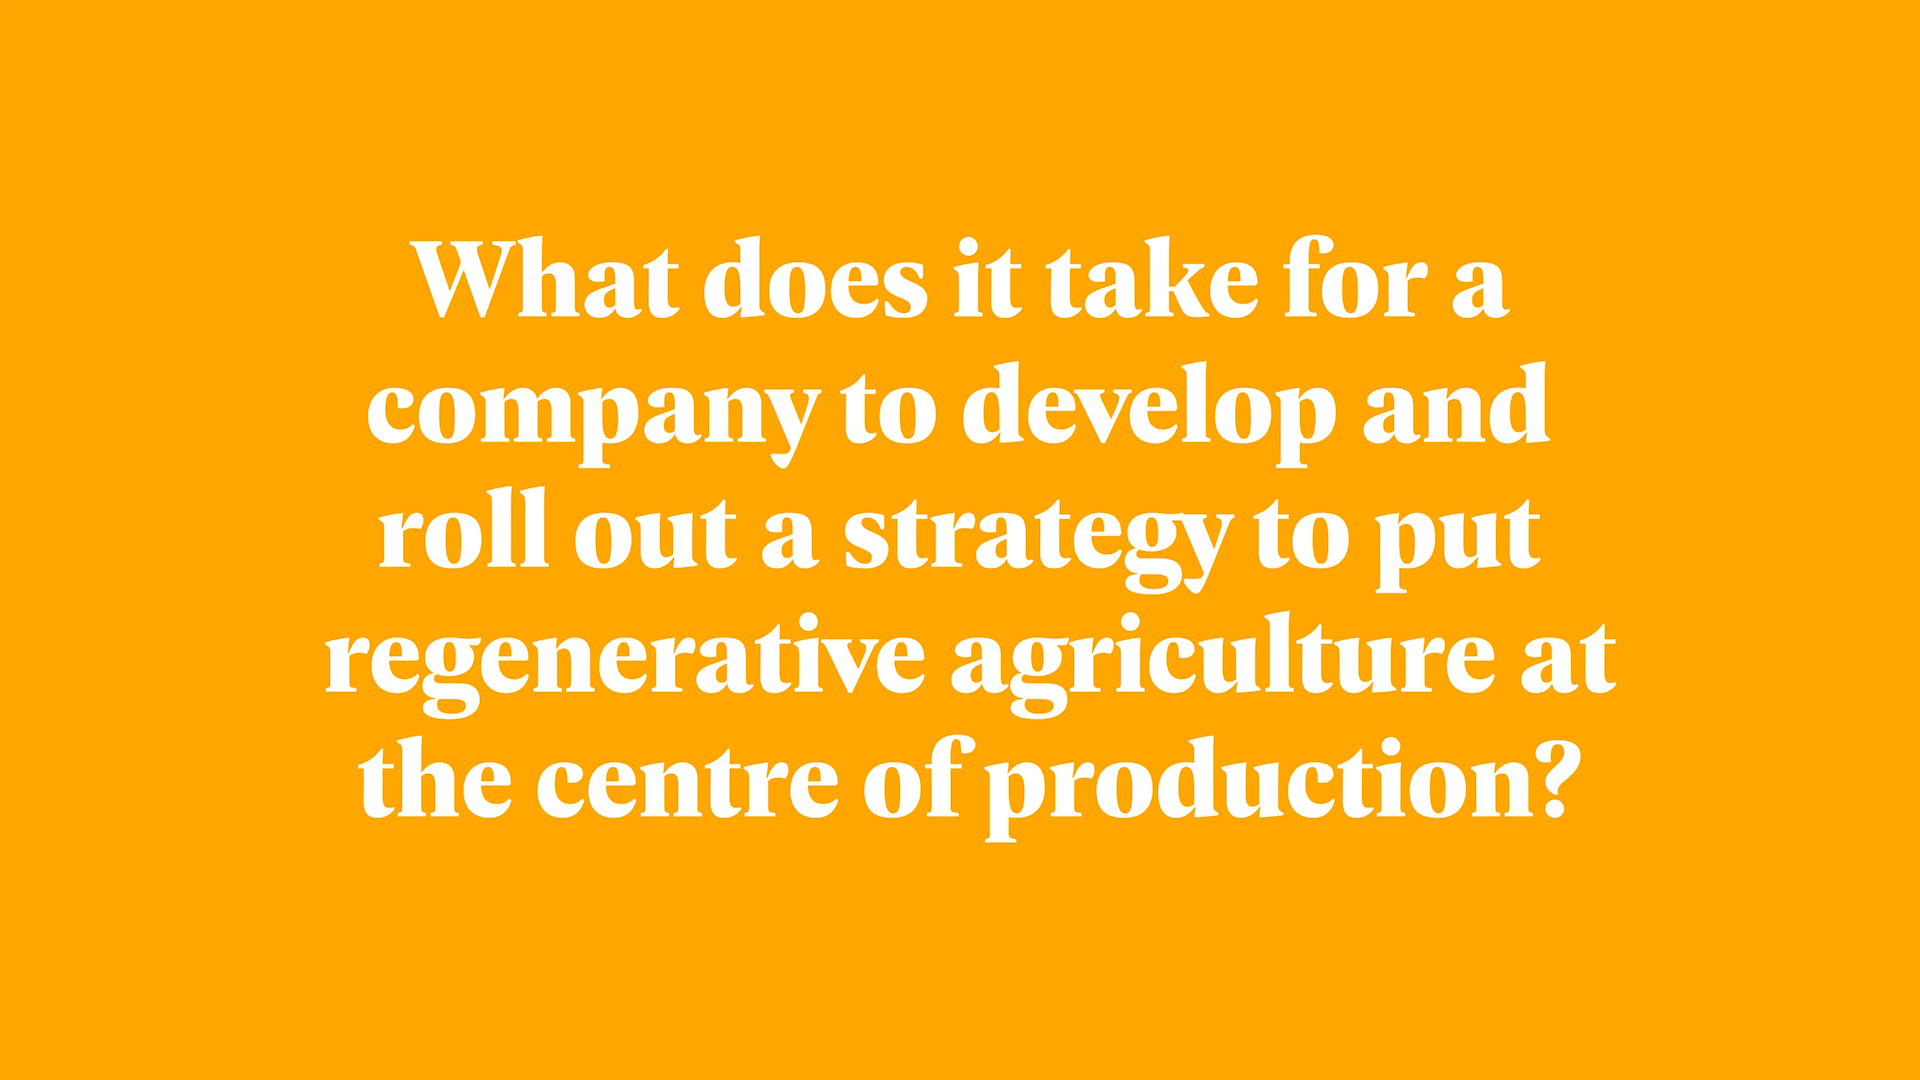 What does it take for a
company to develop and
roll out a strategy to put
regenerative agriculture at
the centre of production?